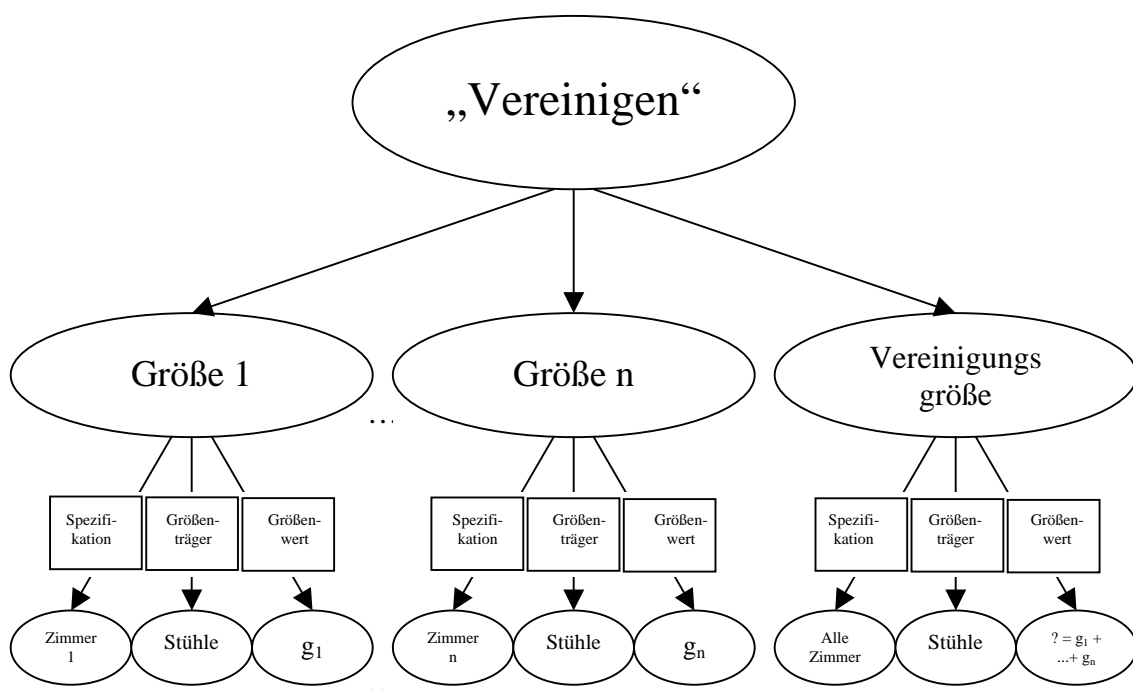 „Vereinigen“
Größe 1
Größe n
Vereinigungs
größe
...
Spezifi-
kation
Größen-
träger
Größen-
wert
Spezifi-
kation
Größen-
träger
Größen-
wert
Spezifi-
kation
Größen-
träger
Größen-
wert
Zimmer
1
Stühle
g₁
Zimmer
n
Stühle
gₙ
Alle
Zimmer
Stühle
? = g₁ +
...+ gₙ